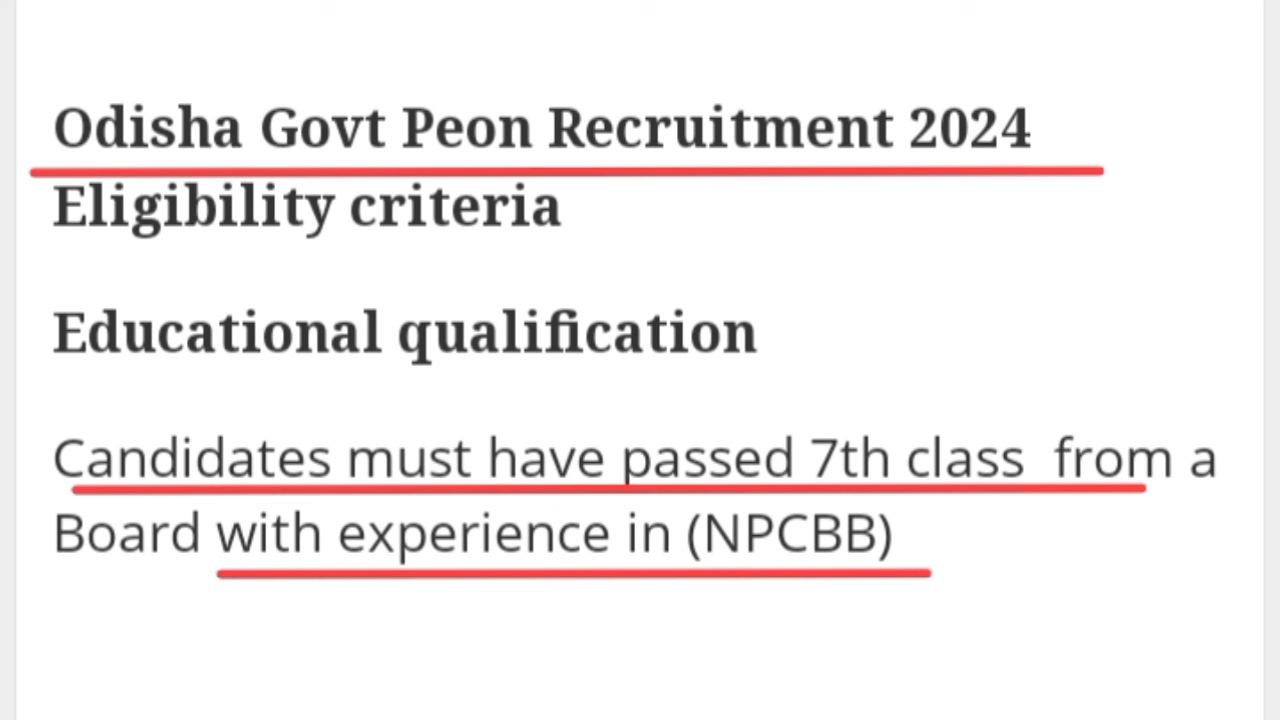 Odisha Govt Peon Recruitment 2024
Eligibility criteria
Educational qualification
Candidates must have passed 7th class  from a
Board with experience in (NPCBB)